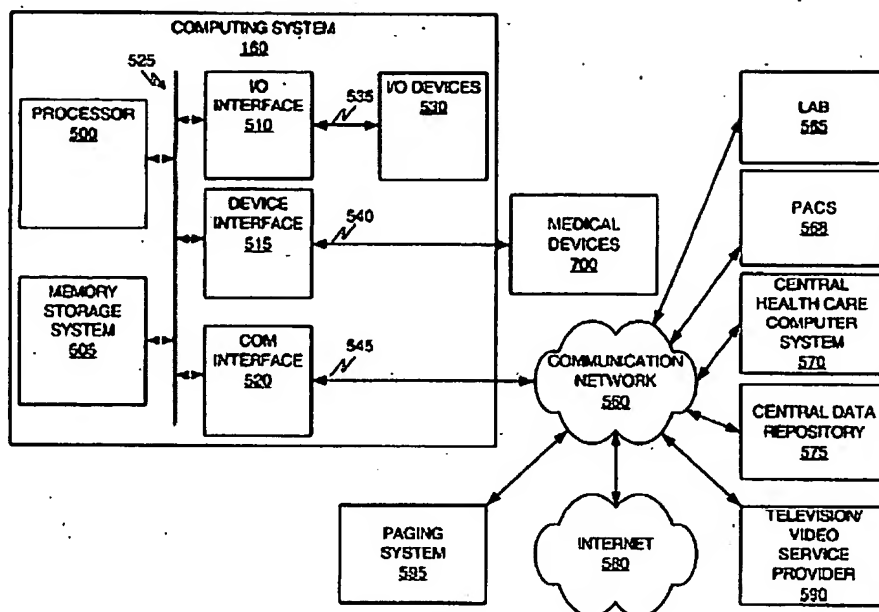 COMPUTING SYSTEM
160
525
PROCESSOR
500
I/O
INTERFACE
510
535
I/O DEVICES
530
DEVICE
INTERFACE
515
540
MEDICAL
DEVICES
700
MEMORY
STORAGE
SYSTEM
505
COM
INTERFACE
520
545
COMMUNICATION
NETWORK
560
LAB
565
PACS
568
CENTRAL
HEALTH CARE
COMPUTER
SYSTEM
570
CENTRAL DATA
REPOSITORY
575
PAGING
SYSTEM
595
INTERNET
580
TELEVISION/
VIDEO
SERVICE
PROVIDER
590